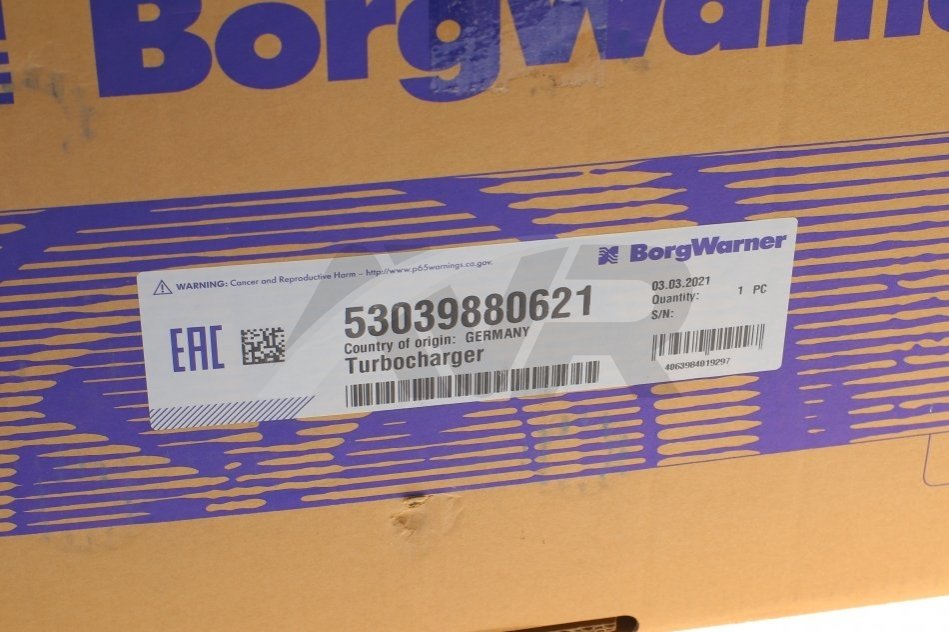 BorgWarner
WARNING: Cancer and Reproductive Harm – http://www.p65warnings.ca.gov.
BorgWarner
EAC
53039880621
Country of origin: GERMANY
Turbocharger
03.03.2021
Quantity: 1 PC
S/N:
4063984019297